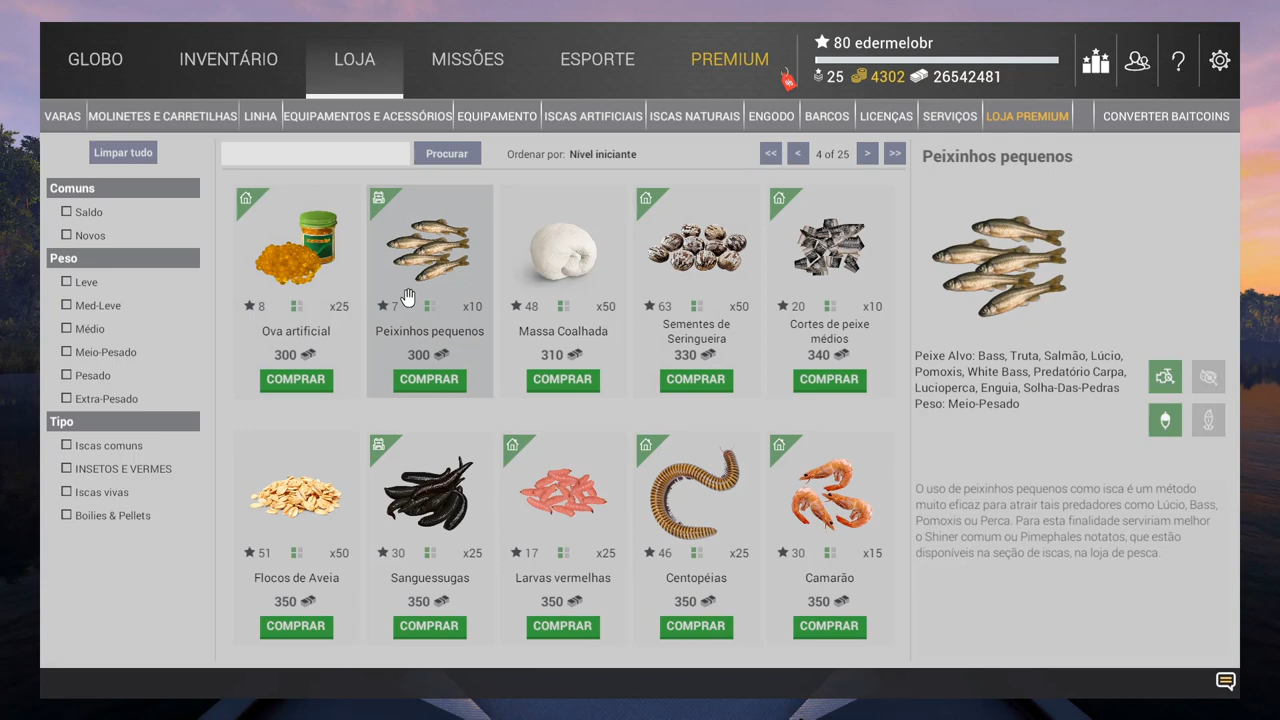 GLOBO INVENTÁRIO LOJA MISSÕES ESPORTE PREMIUM
80 edermelobr
25 4302 26542481
VARAS MOLINETES E CARRETILHAS LINHA EQUIPAMENTOS E ACESSÓRIOS EQUIPAMENTO ISCAS ARTIFICIAIS ISCAS NATURAIS ENGODO BARCOS LICENÇAS SERVIÇOS LOJA PREMIUM CONVERTER BAITCOINS
Limpar tudo
Comuns
Saldo
Novos
Peso
Leve
Med-Leve
Médio
Meio-Pesado
Pesado
Extra-Pesado
Tipo
Iscas comuns
INSETOS E VERMES
Iscas vivas
Boilies & Pellets
Procurar Ordenar por: Nível iniciante << < 4 of 25 > >>
8 x25 7 x10 48 x50 63 x50 20 x10
Ova artificial Peixinhos pequenos Massa Coalhada Sementes de Seringueira Cortes de peixe médios
300 300 310 330 340
COMPRAR COMPRAR COMPRAR COMPRAR COMPRAR
51 x50 30 x25 17 x25 46 x25 30 x15
Flocos de Aveia Sanguessugas Larvas vermelhas Centopéias Camarão
350 350 350 350 350
COMPRAR COMPRAR COMPRAR COMPRAR COMPRAR
Peixinhos pequenos
Peixe Alvo: Bass, Truta, Salmão, Lúcio,
Pomoxis, White Bass, Predatório Carpa,
Lucioperca, Enguia, Solha-Das-Pedras
Peso: Meio-Pesado
O uso de peixinhos pequenos como isca é um método
muito eficaz para atrair tais predadores como Lúcio, Bass,
Pomoxis ou Perca. Para esta finalidade serviriam melhor
o Shiner comum ou Pimephales notatos, que estão
disponíveis na seção de iscas, na loja de pesca.